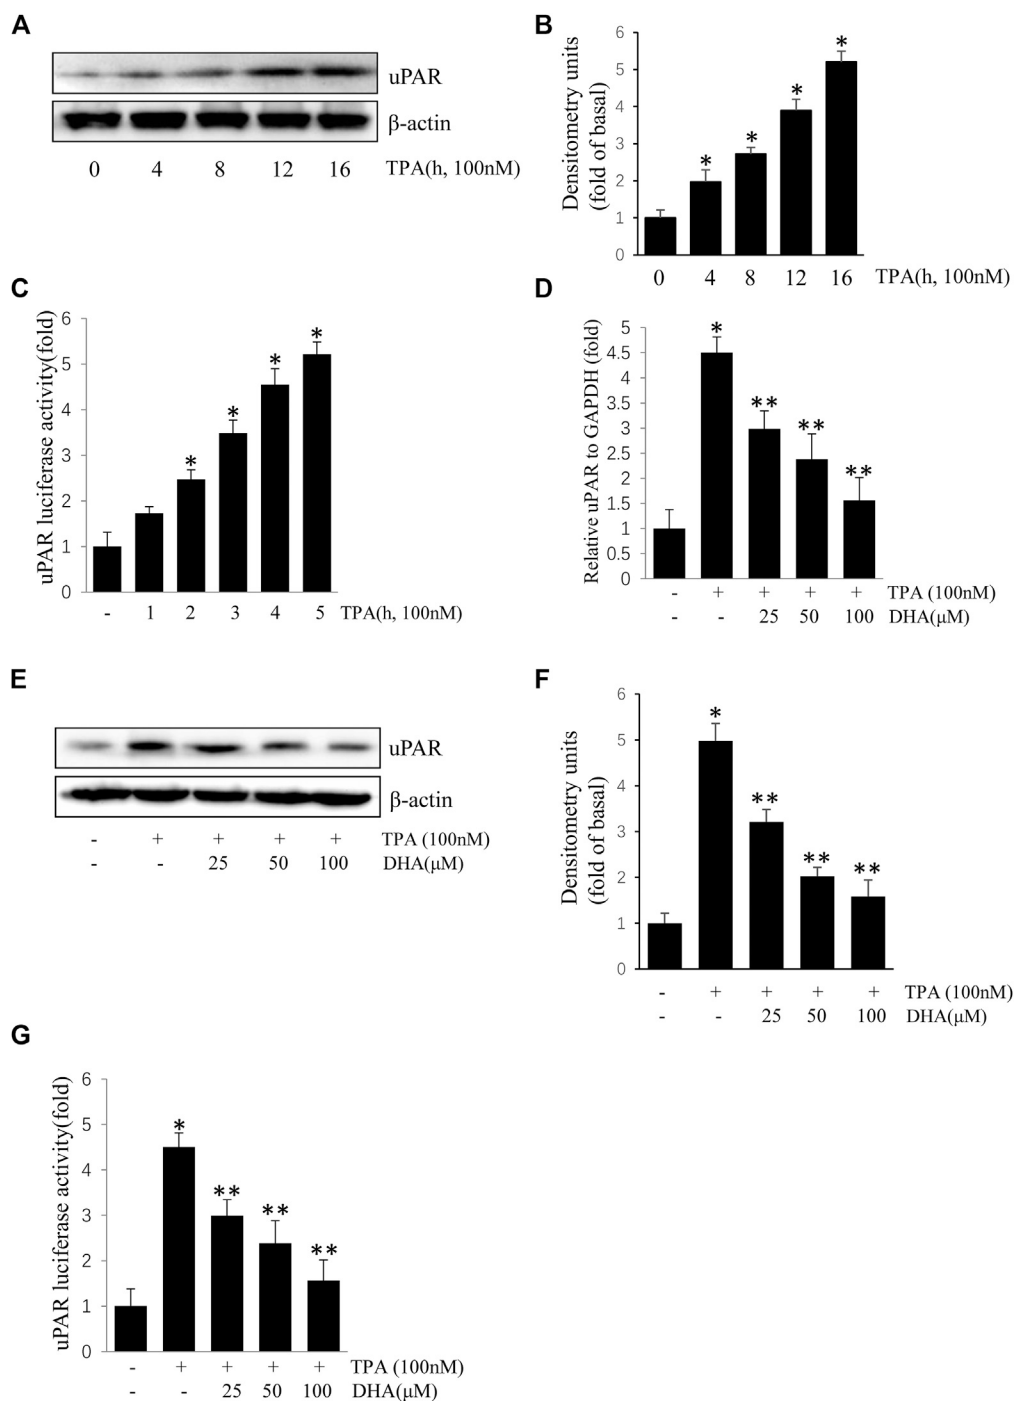 A
uPAR
β-actin
0 4 8 12 16 TPA(h, 100nM)
B
Densitometry units
(fold of basal)
6
5
4
3
2
1
0
* * * *
0 4 8 12 16 TPA(h, 100nM)
C
uPAR luciferase activity(fold)
6
5
4
3
2
1
0
* * * *
- 1 2 3 4 5 TPA(h, 100nM)
D
Relative uPAR to GAPDH (fold)
5
4.5
4
3.5
3
2.5
2
1.5
1
0.5
0
* ** ** **
- + + + + TPA (100nM)
- - 25 50 100 DHA(μM)
E
uPAR
β-actin
- + + + + TPA (100nM)
- - 25 50 100 DHA(μM)
F
Densitometry units
(fold of basal)
6
5
4
3
2
1
0
* ** ** **
- + + + + TPA (100nM)
- - 25 50 100 DHA(μM)
G
uPAR luciferase activity(fold)
6
5
4
3
2
1
0
* ** ** **
- + + + + TPA (100nM)
- - 25 50 100 DHA(μM)